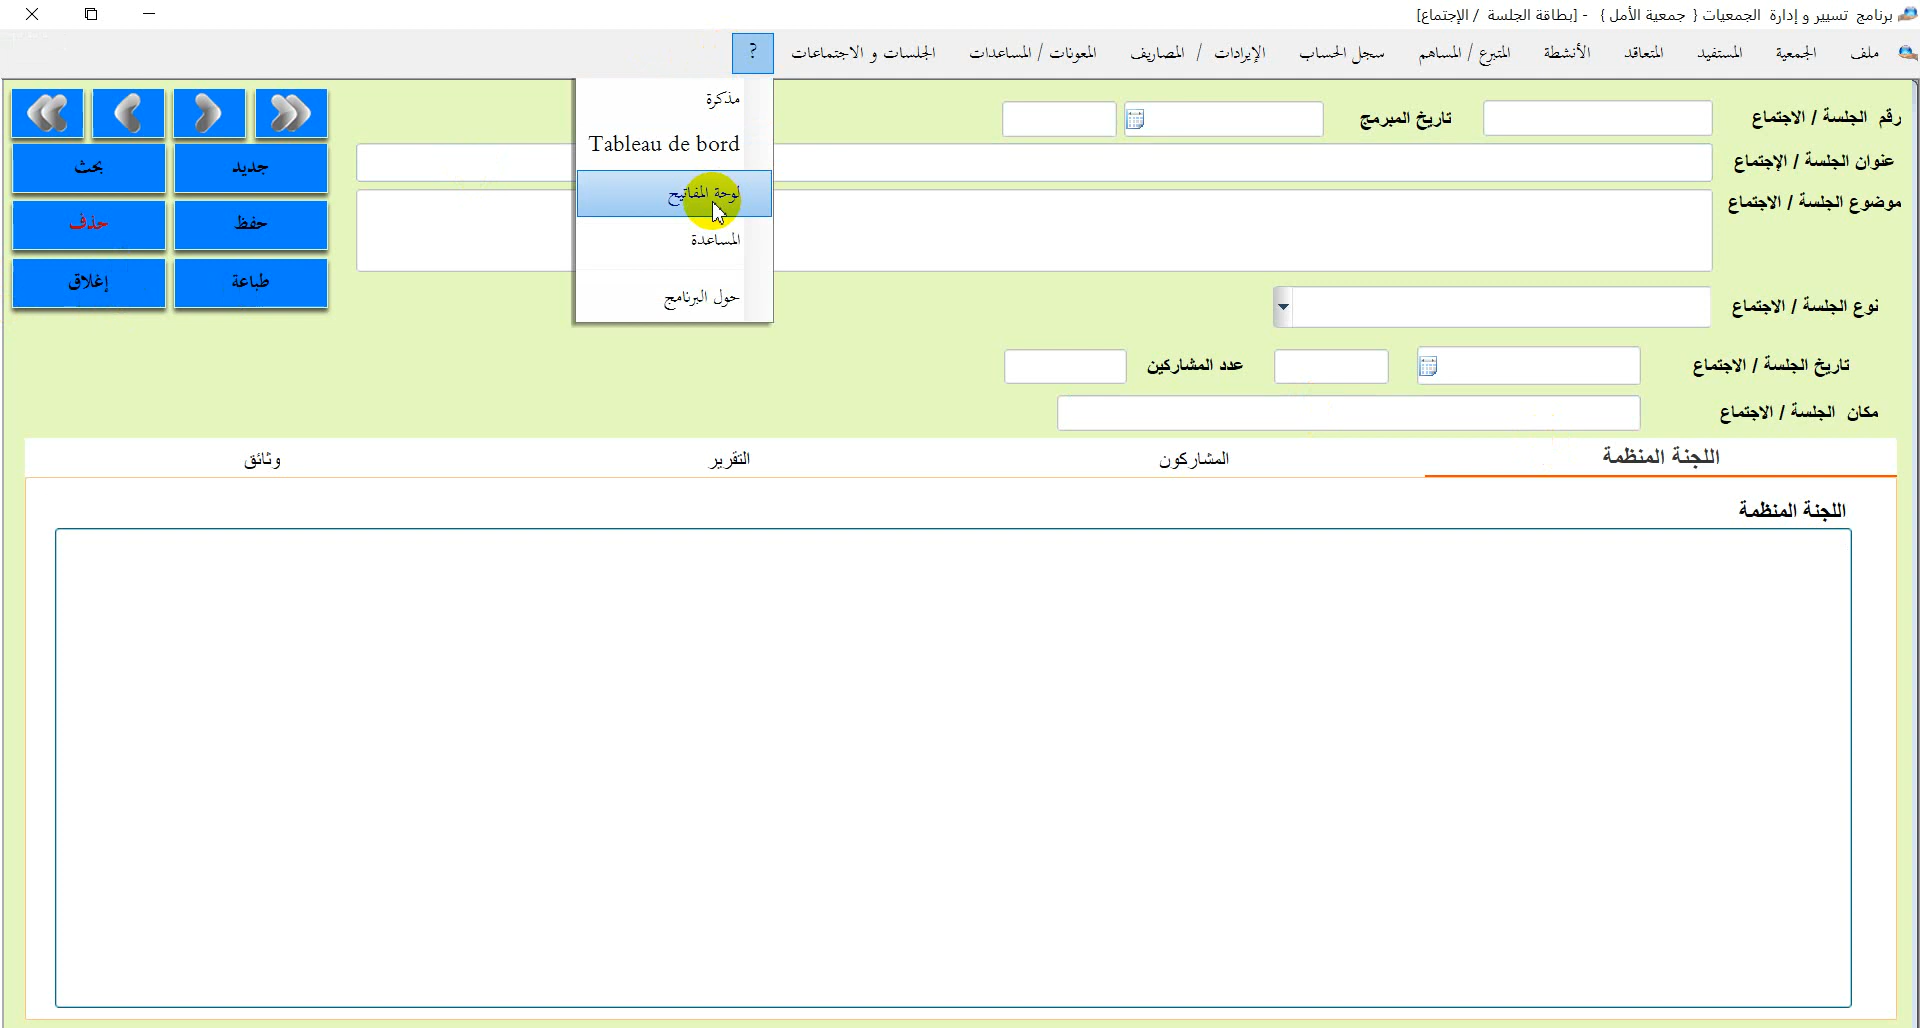 برنامج تسيير و إدارة الجمعيات { جمعية الأمل } - [بطاقة الجلسة / الإجتماع]
ملف الجمعية المستفيد المتعاقد الأنشطة المتبرع / المساهم سجل الحساب الإيرادات / المصاريف المعونات / المساعدات الجلسات و الاجتماعات ?
مذكرة
Tableau de bord
لوحة المفاتيح
المساعدة
حول البرنامج
رقم الجلسة / الاجتماع تاريخ المبرمج
عنوان الجلسة / الإجتماع
موضوع الجلسة / الاجتماع
نوع الجلسة / الاجتماع
تاريخ الجلسة / الاجتماع عدد المشاركين
مكان الجلسة / الاجتماع
جديد بحث
حفظ حذف
طباعة إغلاق
اللجنة المنظمة المشاركون التقرير وثائق
اللجنة المنظمة